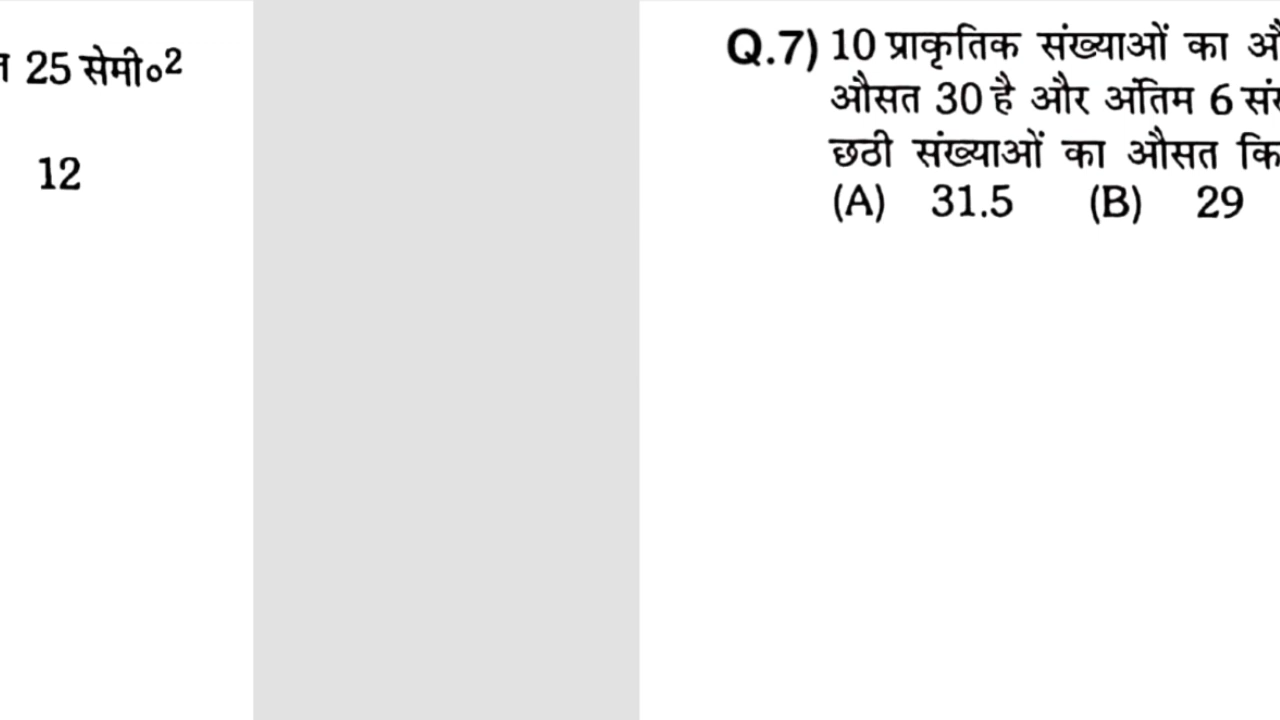 25 सेमी०²
12
Q.7) 10 प्राकृतिक संख्याओं का
औसत 30 है और अंतिम 6
छठी संख्याओं का औसत
(A) 31.5 (B) 29